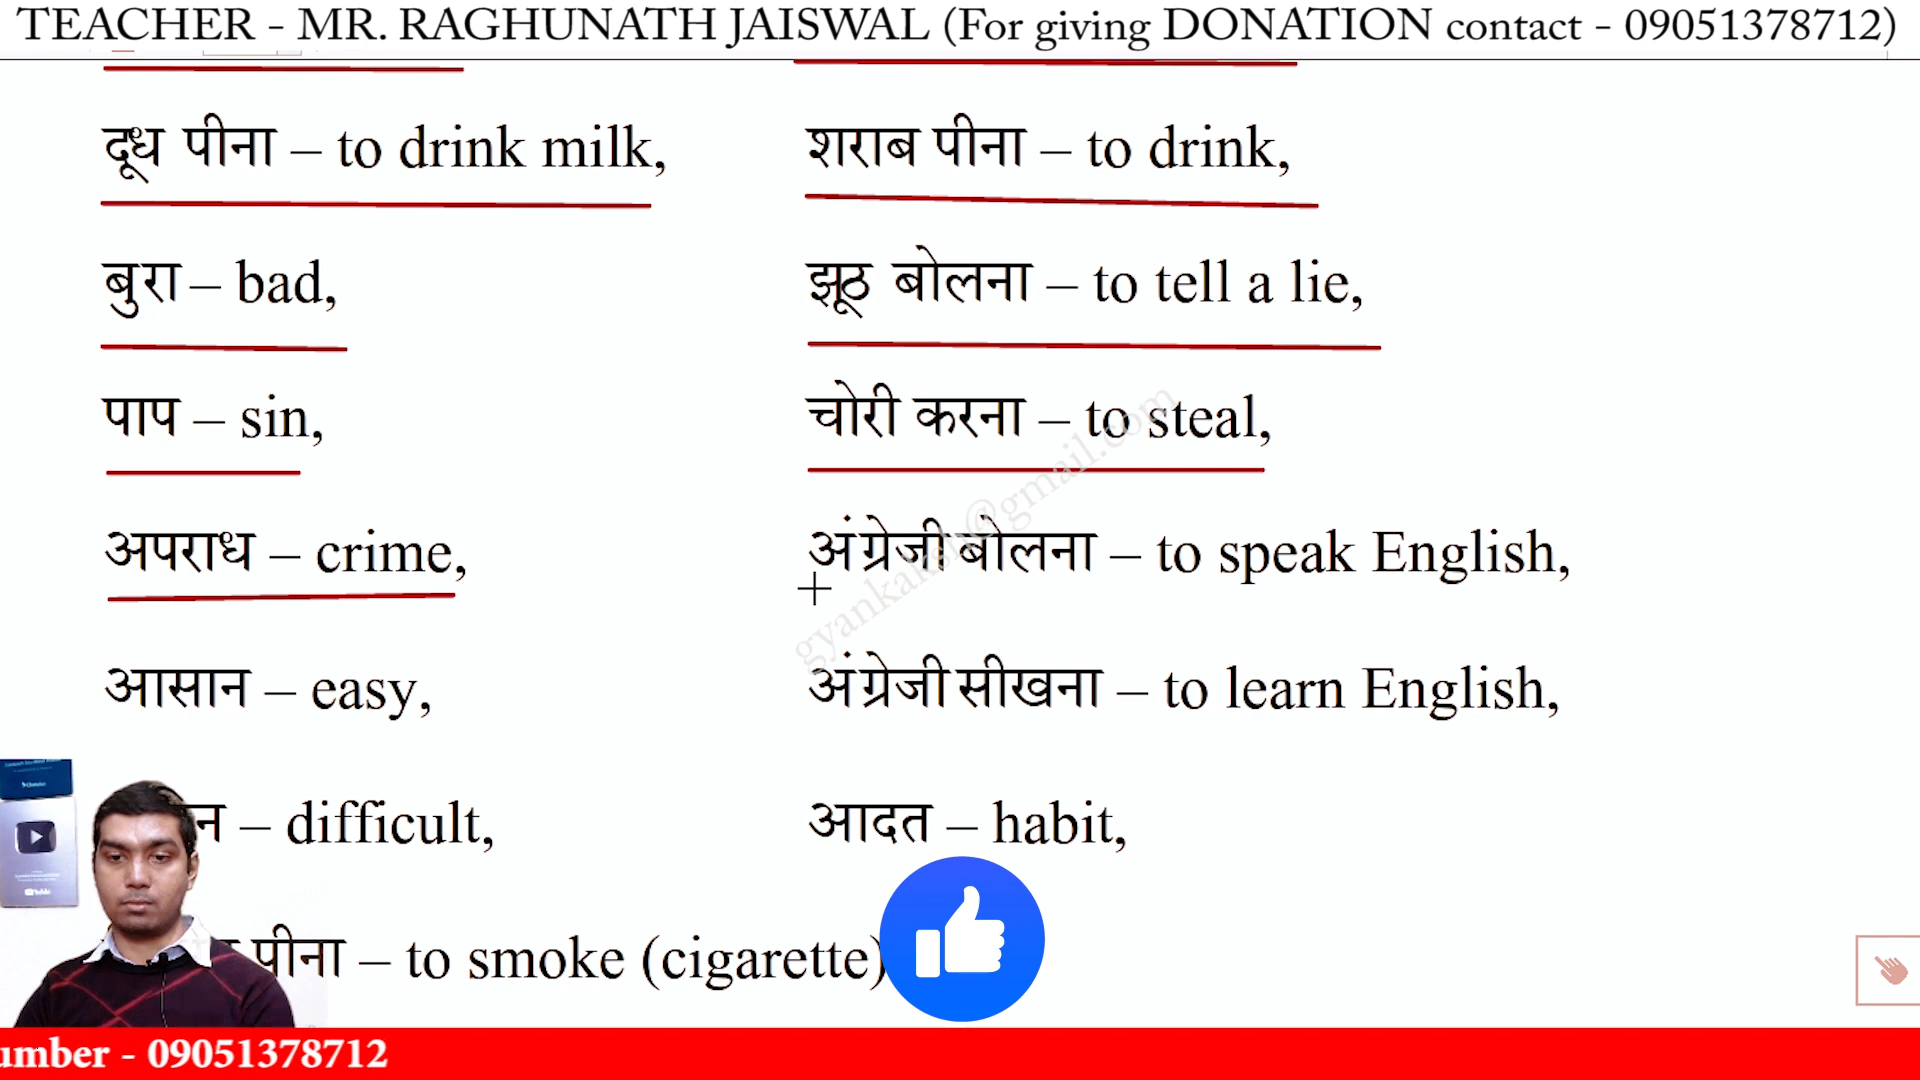 TEACHER - MR. RAGHUNATH JAISWAL (For giving DONATION contact - 09051378712)
दूध पीना – to drink milk,
शराब पीना – to drink,
बुरा – bad,
झूठ बोलना – to tell a lie,
पाप – sin,
चोरी करना – to steal,
अपराध – crime,
अंग्रेजी बोलना – to speak English,
आसान – easy,
अंग्रेजी सीखना – to learn English,
– difficult,
आदत – habit,
पीना – to smoke (cigarette)
- 09051378712